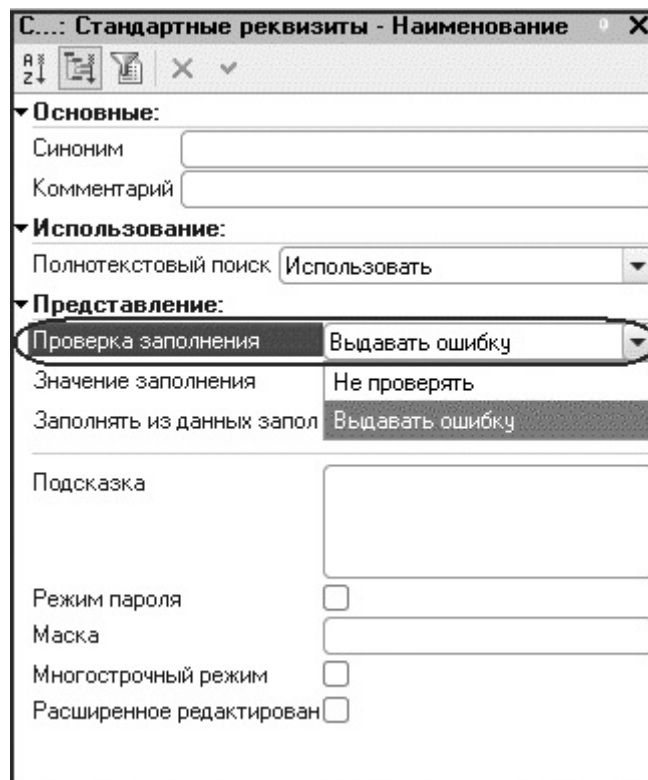 С...: Стандартные реквизиты - Наименование
Основные:
Синоним
Комментарий
Использование:
Полнотекстовый поиск Использовать
Представление:
Проверка заполнения Выдавать ошибку
Значение заполнения Не проверять
Заполнять из данных запол Выдавать ошибку
Подсказка
Режим пароля
Маска
Многострочный режим
Расширенное редактирован